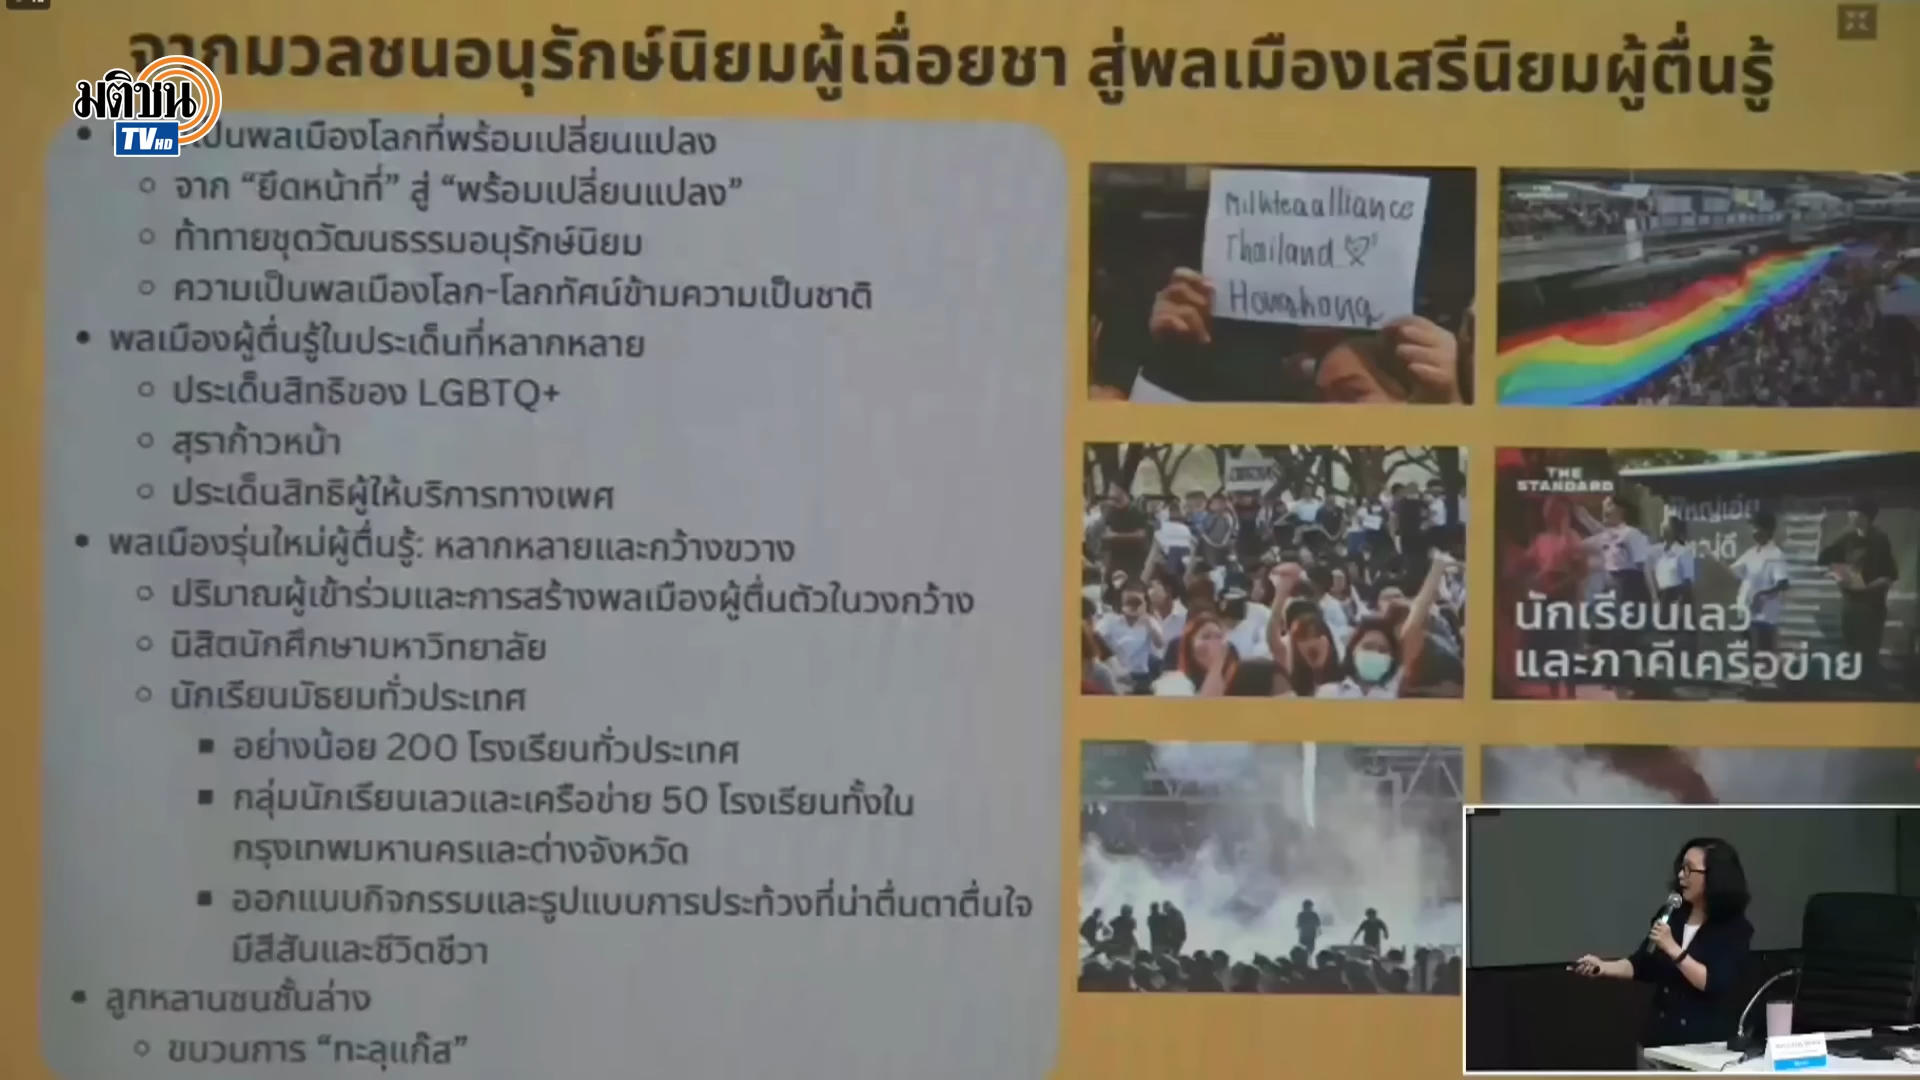 จากมวลชนอนุรักษ์นิยมผู้เฉื่อยชา สู่พลเมืองเสรีนิยมผู้ตื่นรู้
มติชน
TV HD
เป็นพลเมืองโลกที่พร้อมเปลี่ยนแปลง
จาก “ยึดหน้าที่” สู่ “พร้อมเปลี่ยนแปลง”
ท้าทายชุดวัฒนธรรมอนุรักษ์นิยม
ความเป็นพลเมืองโลก-โลกทัศน์ข้ามความเป็นชาติ
พลเมืองผู้ตื่นรู้ในประเด็นที่หลากหลาย
ประเด็นสิทธิของ LGBTQ+
สุราก้าวหน้า
ประเด็นสิทธิผู้ให้บริการทางเพศ
พลเมืองรุ่นใหม่ผู้ตื่นรู้: หลากหลายและกว้างขวาง
ปริมาณผู้เข้าร่วมและการสร้างพลเมืองผู้ตื่นตัวในวงกว้าง
นิสิตนักศึกษามหาวิทยาลัย
นักเรียนมัธยมทั่วประเทศ
อย่างน้อย 200 โรงเรียนทั่วประเทศ
กลุ่มนักเรียนเลวและเครือข่าย 50 โรงเรียนทั้งใน
กรุงเทพมหานครและต่างจังหวัด
ออกแบบกิจกรรมและรูปแบบการประท้วงที่น่าตื่นตาตื่นใจ
มีสีสันและชีวิตชีวา
ลูกหลานชนชั้นล่าง
ขบวนการ “ทะลุแก๊ส”
Milkteaalliance
Thailand
Hongkong
THE
STANDARD
นักเรียนเลว
และภาคีเครือข่าย